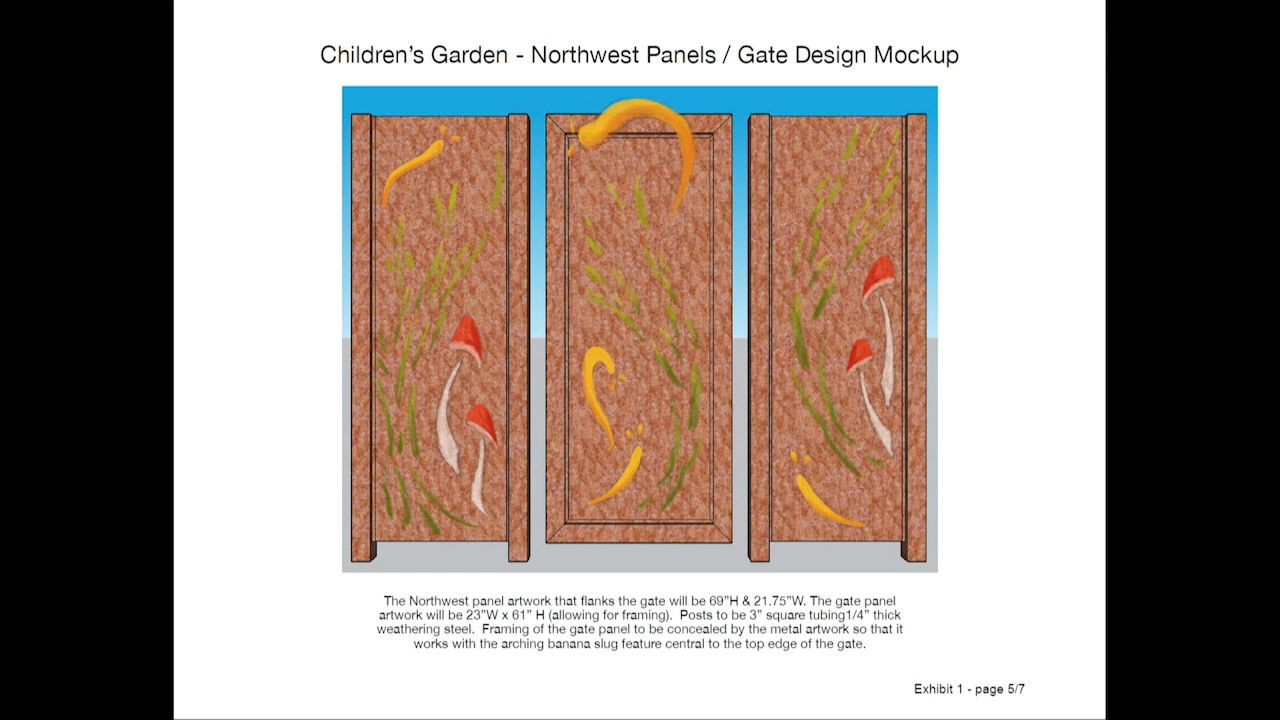 Children's Garden - Northwest Panels / Gate Design Mockup
The Northwest panel artwork that flanks the gate will be 69”H & 21.75”W. The gate panel
artwork will be 23”W x 61” H (allowing for framing).  Posts to be 3” square tubing1/4” thick
weathering steel.  Framing of the gate panel to be concealed by the metal artwork so that it
works with the arching banana slug feature central to the top edge of the gate.
Exhibit 1 - page 5/7